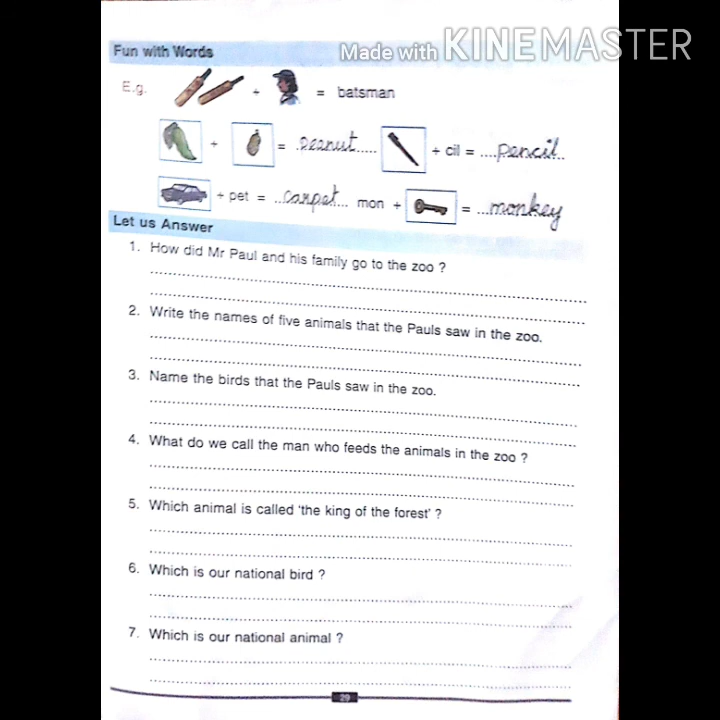 Made with KINEMASTER
Fun with Words
E.g. + = batsman
+ = ..peanut..... + cil = ....pencil..
+ pet = ..carpet... mon + = ...monkey
Let us Answer
1. How did Mr Paul and his family go to the zoo ?
2. Write the names of five animals that the Pauls saw in the zoo.
3. Name the birds that the Pauls saw in the zoo.
4. What do we call the man who feeds the animals in the zoo ?
5. Which animal is called 'the king of the forest' ?
6. Which is our national bird ?
7. Which is our national animal ?
29